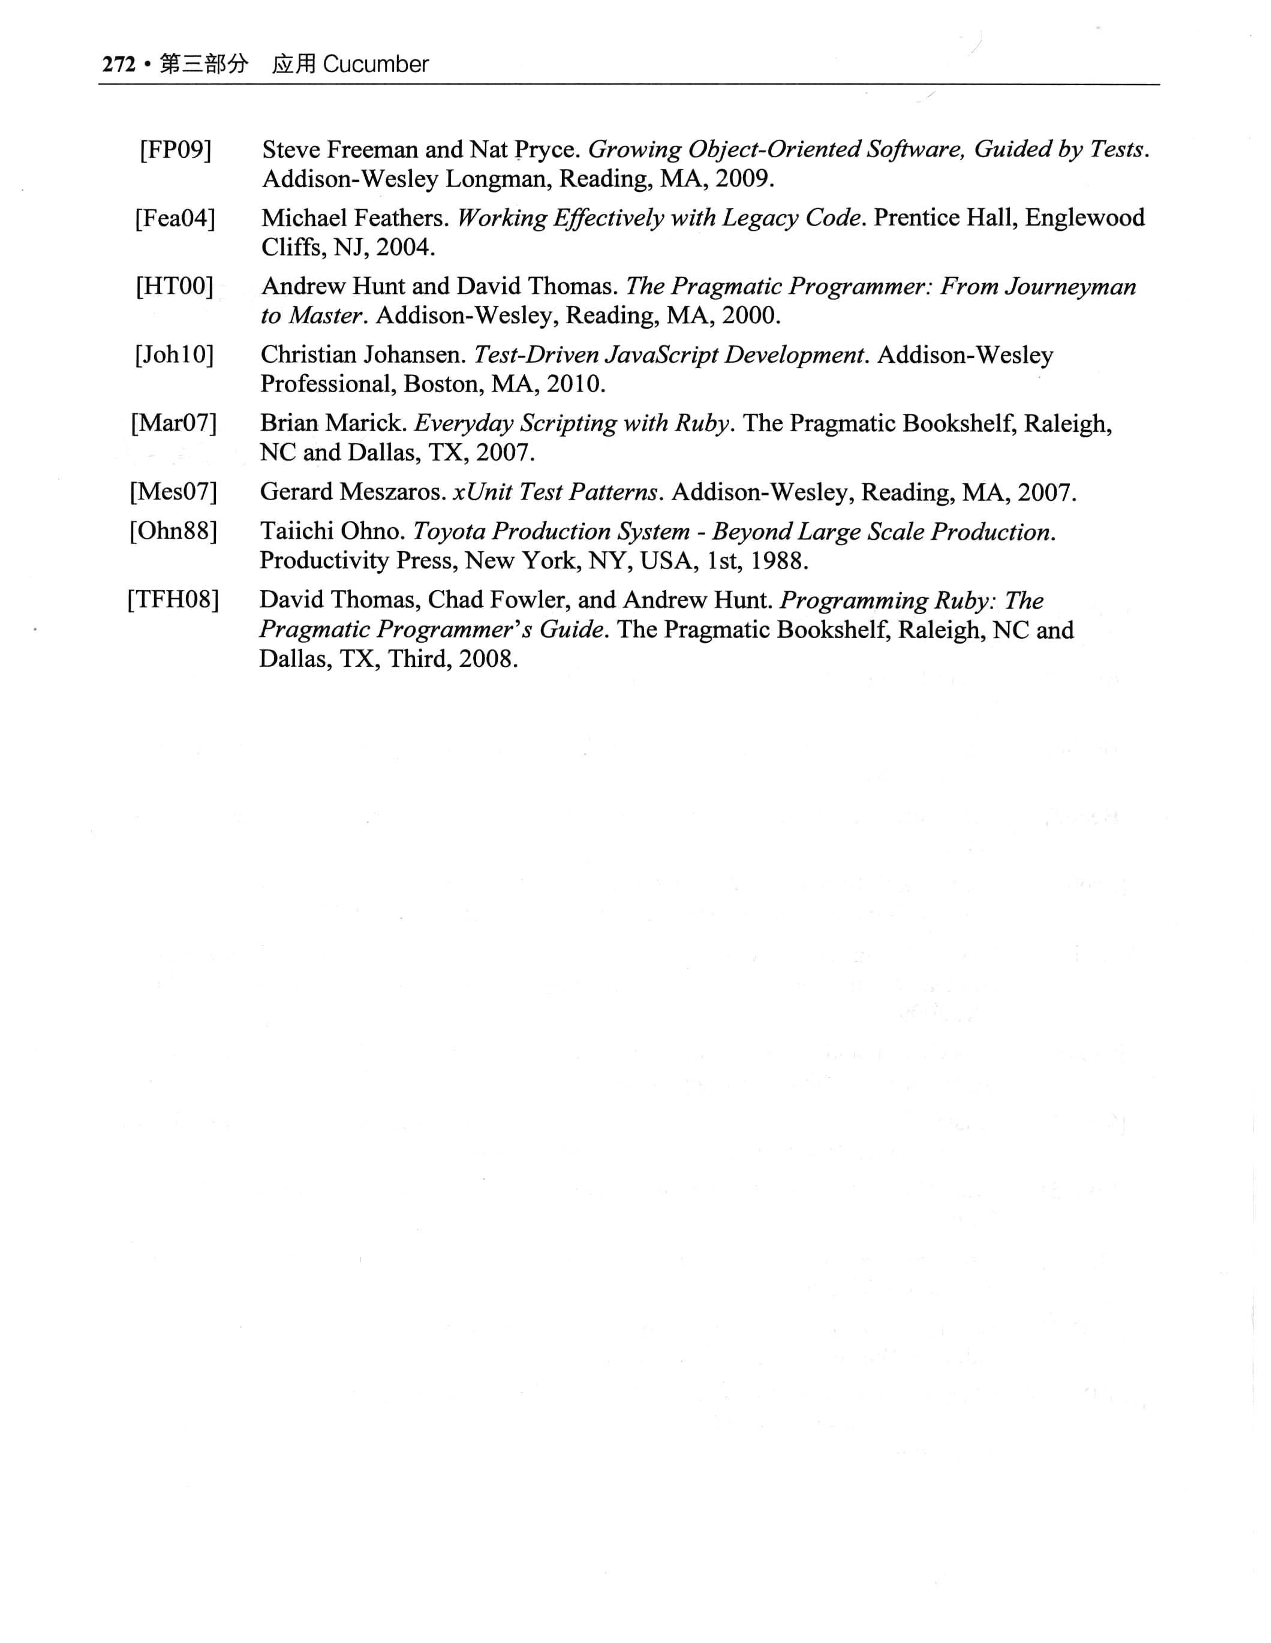 272 • 第三部分 应用 Cucumber
[FP09] Steve Freeman and Nat Pryce. Growing Object-Oriented Software, Guided by Tests.
Addison-Wesley Longman, Reading, MA, 2009.
[Fea04] Michael Feathers. Working Effectively with Legacy Code. Prentice Hall, Englewood
Cliffs, NJ, 2004.
[HT00] Andrew Hunt and David Thomas. The Pragmatic Programmer: From Journeyman
to Master. Addison-Wesley, Reading, MA, 2000.
[Joh10] Christian Johansen. Test-Driven JavaScript Development. Addison-Wesley
Professional, Boston, MA, 2010.
[Mar07] Brian Marick. Everyday Scripting with Ruby. The Pragmatic Bookshelf, Raleigh,
NC and Dallas, TX, 2007.
[Mes07] Gerard Meszaros. xUnit Test Patterns. Addison-Wesley, Reading, MA, 2007.
[Ohn88] Taiichi Ohno. Toyota Production System - Beyond Large Scale Production.
Productivity Press, New York, NY, USA, 1st, 1988.
[TFH08] David Thomas, Chad Fowler, and Andrew Hunt. Programming Ruby: The
Pragmatic Programmer's Guide. The Pragmatic Bookshelf, Raleigh, NC and
Dallas, TX, Third, 2008.